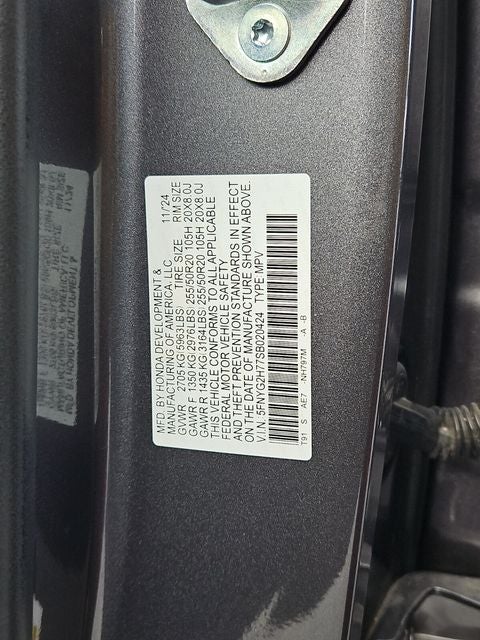 MFD. BY HONDA DEVELOPMENT &
MANUFACTURING OF AMERICA, LLC. 11/24
GVWR 2705 KG(5963LBS) TIRE SIZE RIM SIZE
GAWR F 1350 KG(2976LBS) 255/50R20 105H 20X8.0J
GAWR R 1435 KG(3164LBS) 255/50R20 105H 20X8.0J
THIS VEHICLE CONFORMS TO ALL APPLICABLE
FEDERAL MOTOR VEHICLE SAFETY
AND THEFT PREVENTION STANDARDS IN EFFECT
ON THE DATE OF MANUFACTURE SHOWN ABOVE.
V.I.N. 5FNYG2H77SB020424 TYPE MPV
T91 S AE7 -NH797M -A -B